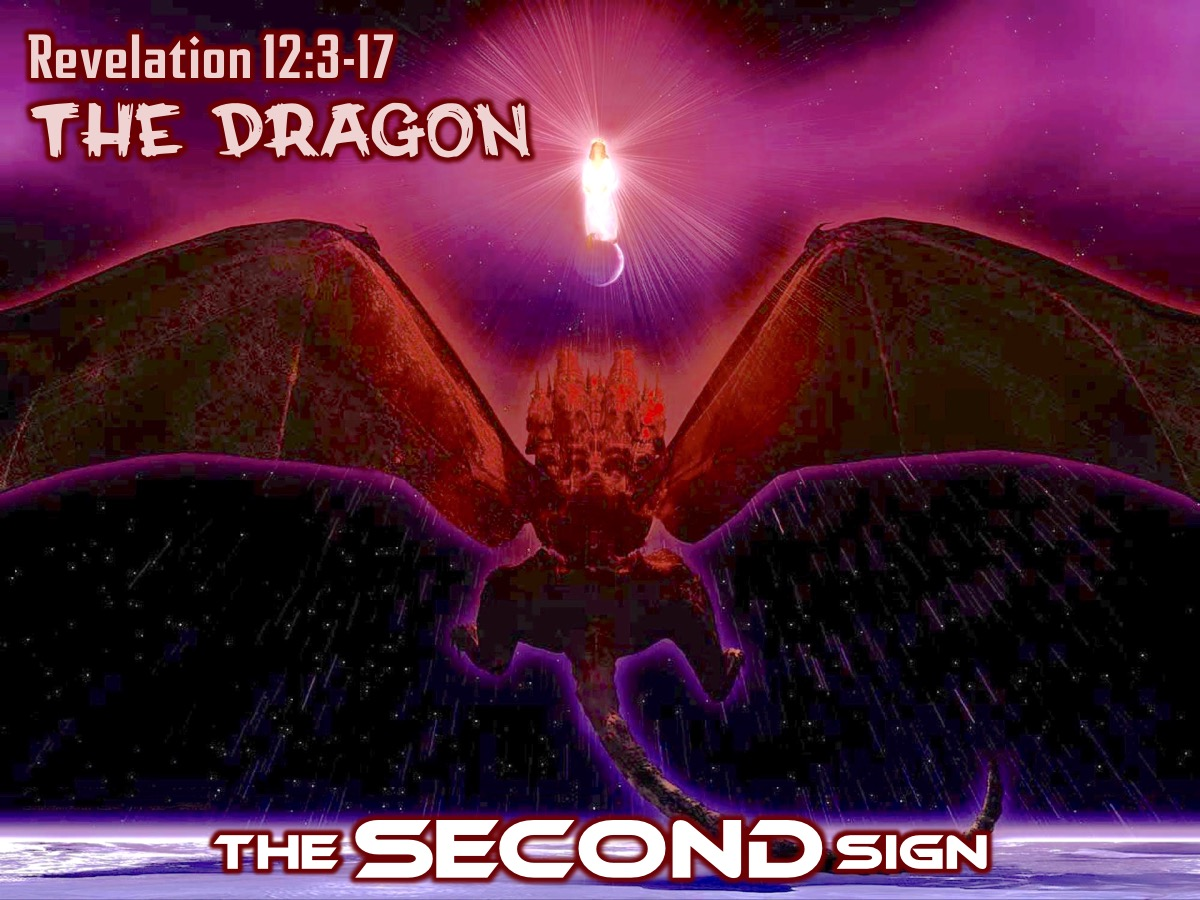 Revelation 12:3-17
THE DRAGON
THE SECOND SIGN